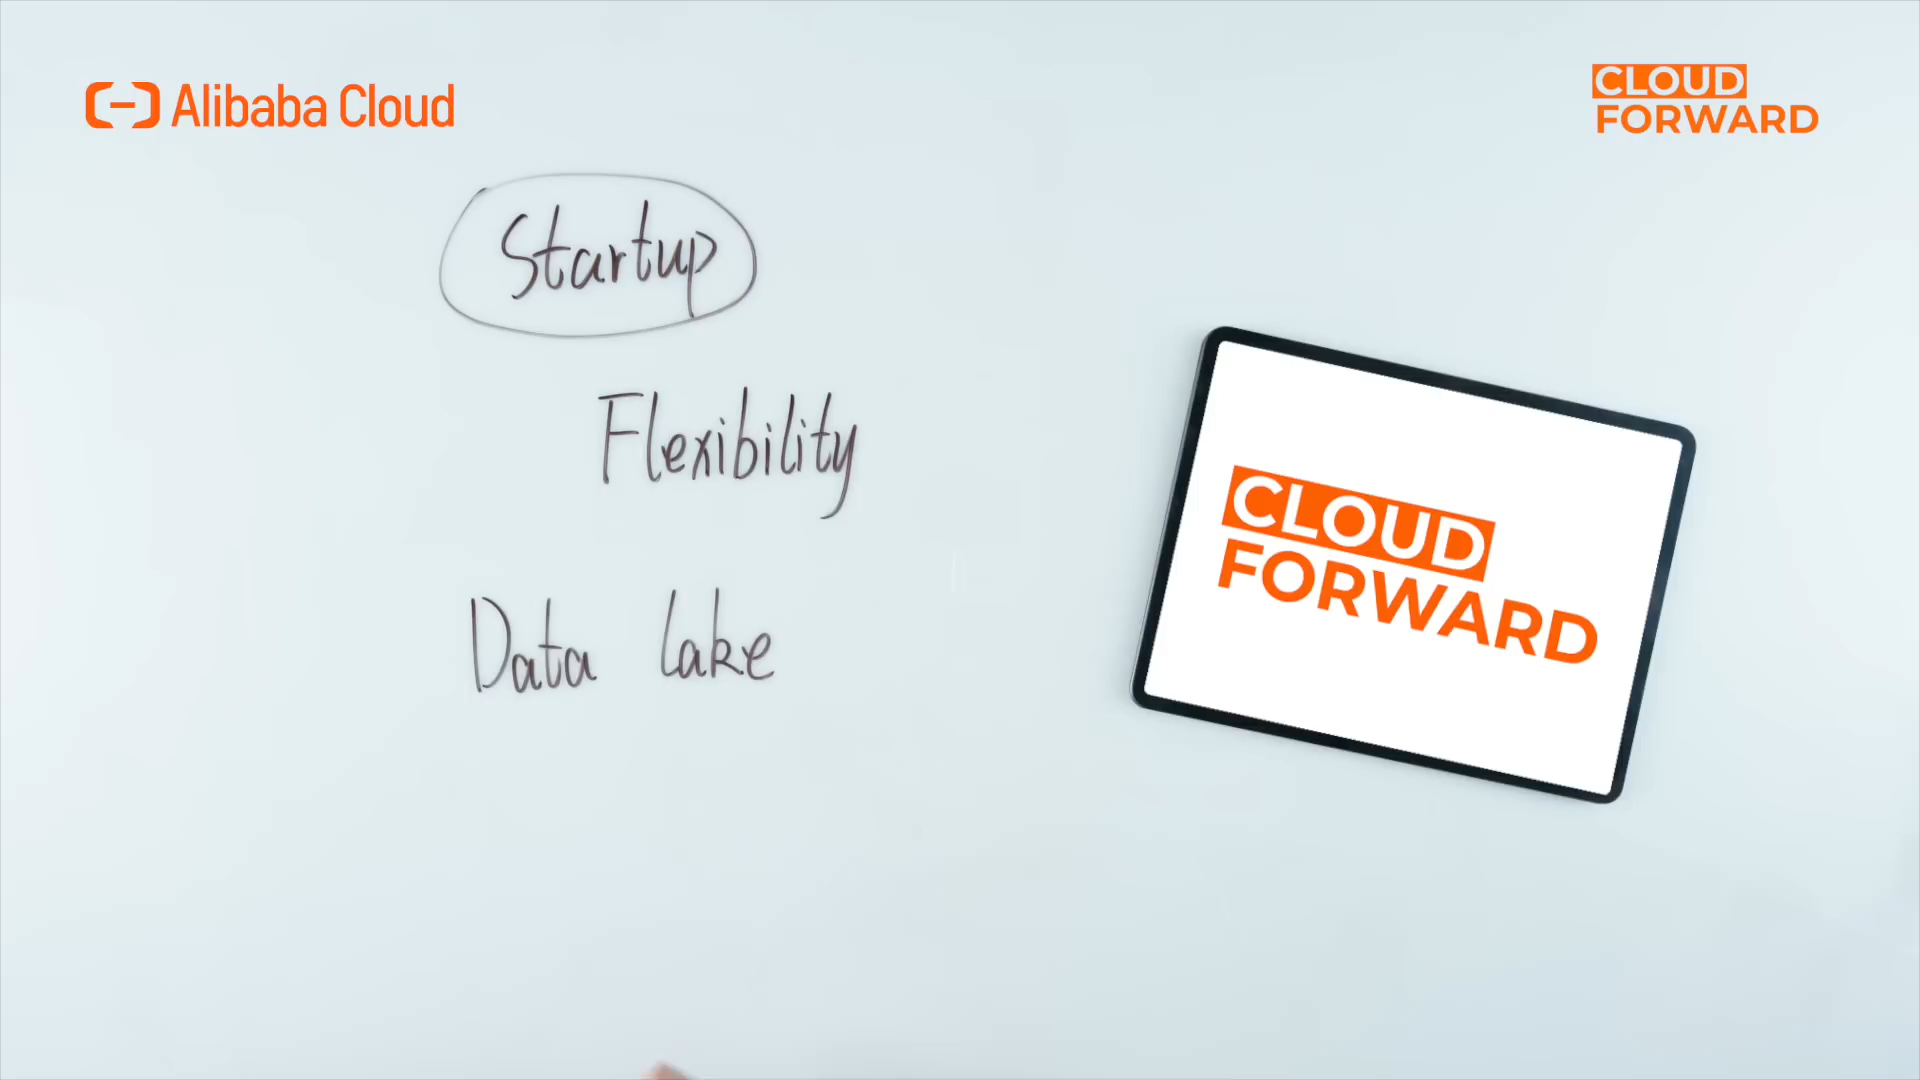 Alibaba Cloud
CLOUD
FORWARD
Startup
Flexibility
Data lake
CLOUD
FORWARD